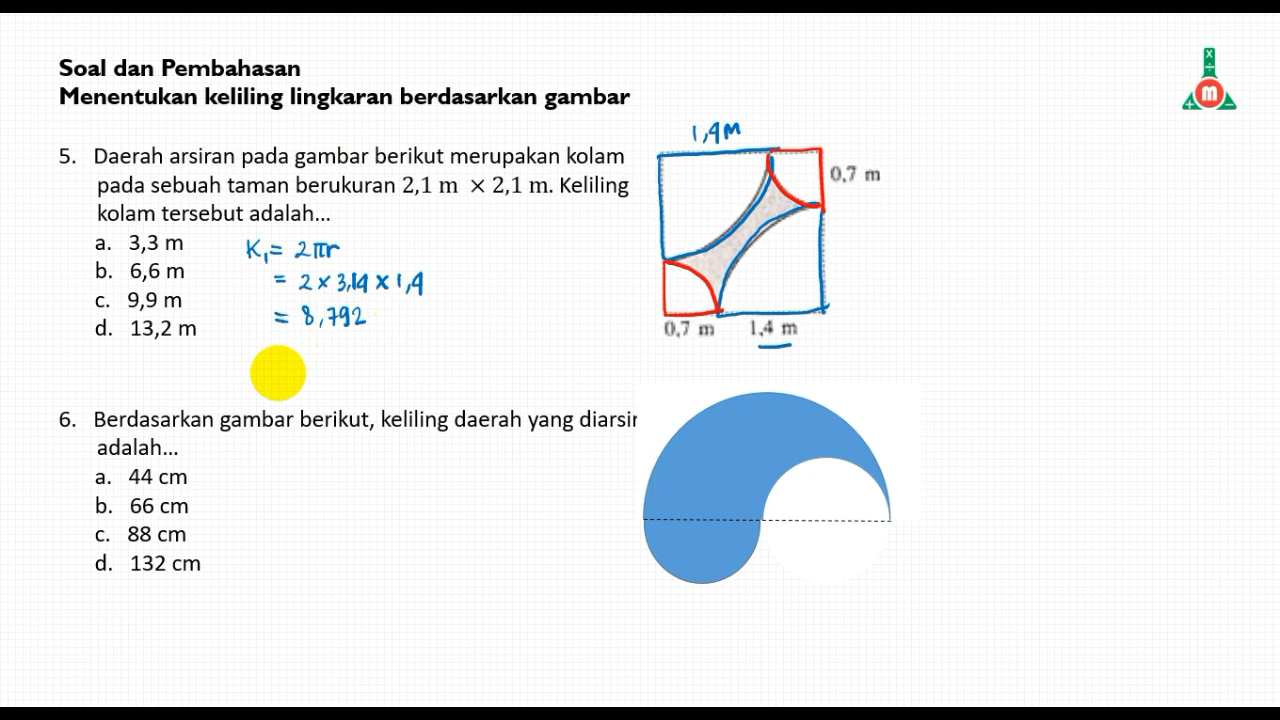 Soal dan Pembahasan
Menentukan keliling lingkaran berdasarkan gambar
5. Daerah arsiran pada gambar berikut merupakan kolam
pada sebuah taman berukuran 2,1 m × 2,1 m. Keliling
kolam tersebut adalah...
a. 3,3 m
b. 6,6 m
c. 9,9 m
d. 13,2 m
K₁ = 2πr
= 2 × 3,14 × 1,4
= 8,792
1,4 M
0,7 m
0,7 m 1,4 m
6. Berdasarkan gambar berikut, keliling daerah yang diarsir
adalah...
a. 44 cm
b. 66 cm
c. 88 cm
d. 132 cm
x
÷
m
+ −